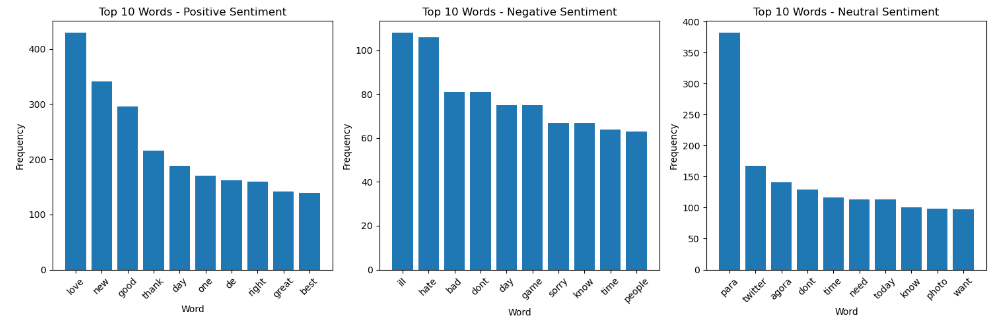 Top 10 Words - Positive Sentiment
Frequency
400
300
200
100
0
love new good thank day one de right great best
Word
Top 10 Words - Negative Sentiment
Frequency
100
80
60
40
20
0
ill hate bad dont day game sorry know time people
Word
Top 10 Words - Neutral Sentiment
Frequency
400
350
300
250
200
150
100
50
0
para twitter agora dont time need today know photo want
Word